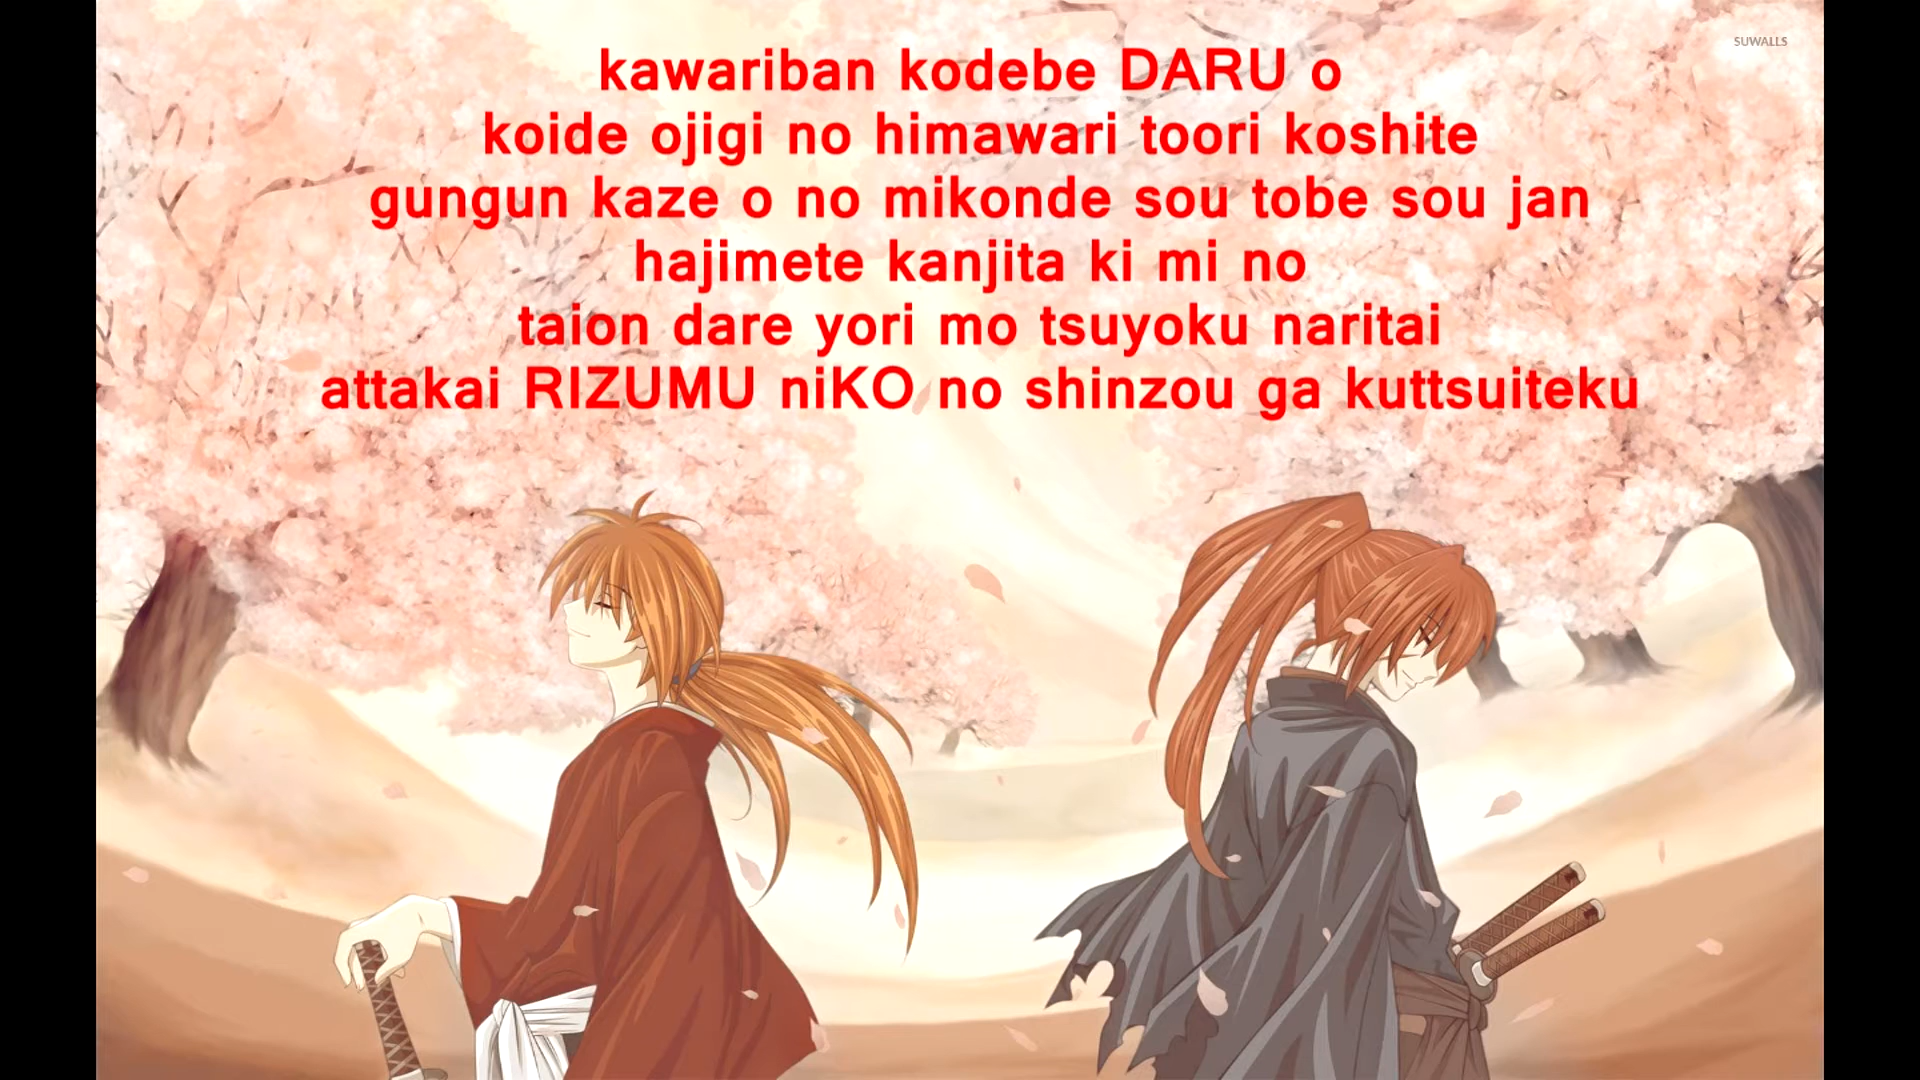 SUWALLS
kawariban kodebe DARU o
koide ojigi no himawari toori koshite
gungun kaze o no mikonde sou tobe sou jan
hajimete kanjita ki mi no
taion dare yori mo tsuyoku naritai
attakai RIZUMU niKO no shinzou ga kuttsuiteku